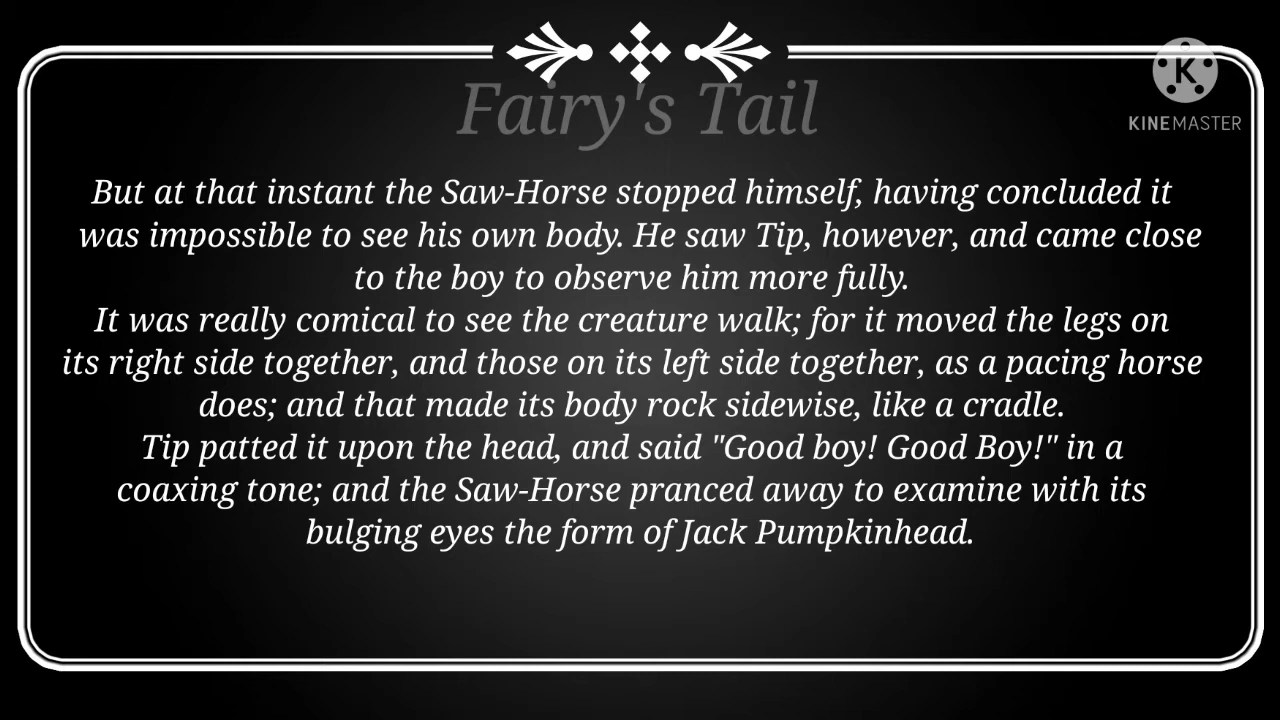 Fairy's Tail
K
KINEMASTER
But at that instant the Saw-Horse stopped himself, having concluded it
was impossible to see his own body. He saw Tip, however, and came close
to the boy to observe him more fully.
It was really comical to see the creature walk; for it moved the legs on
its right side together, and those on its left side together, as a pacing horse
does; and that made its body rock sidewise, like a cradle.
Tip patted it upon the head, and said "Good boy! Good Boy!" in a
coaxing tone; and the Saw-Horse pranced away to examine with its
bulging eyes the form of Jack Pumpkinhead.